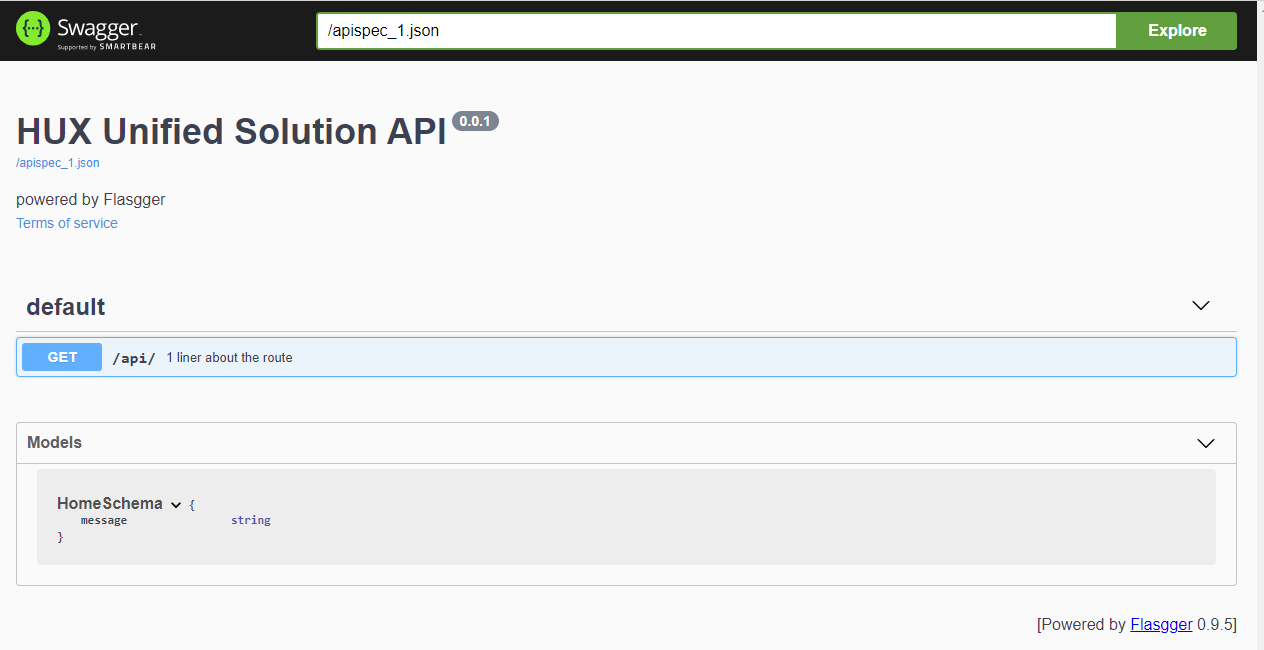 Swagger
Supported by SMARTBEAR
/apispec_1.json
Explore
HUX Unified Solution API 0.0.1
/apispec_1.json
powered by Flasgger
Terms of service
default
GET /api/ 1 liner about the route
Models
HomeSchema {
message string
}
[Powered by Flasgger 0.9.5]